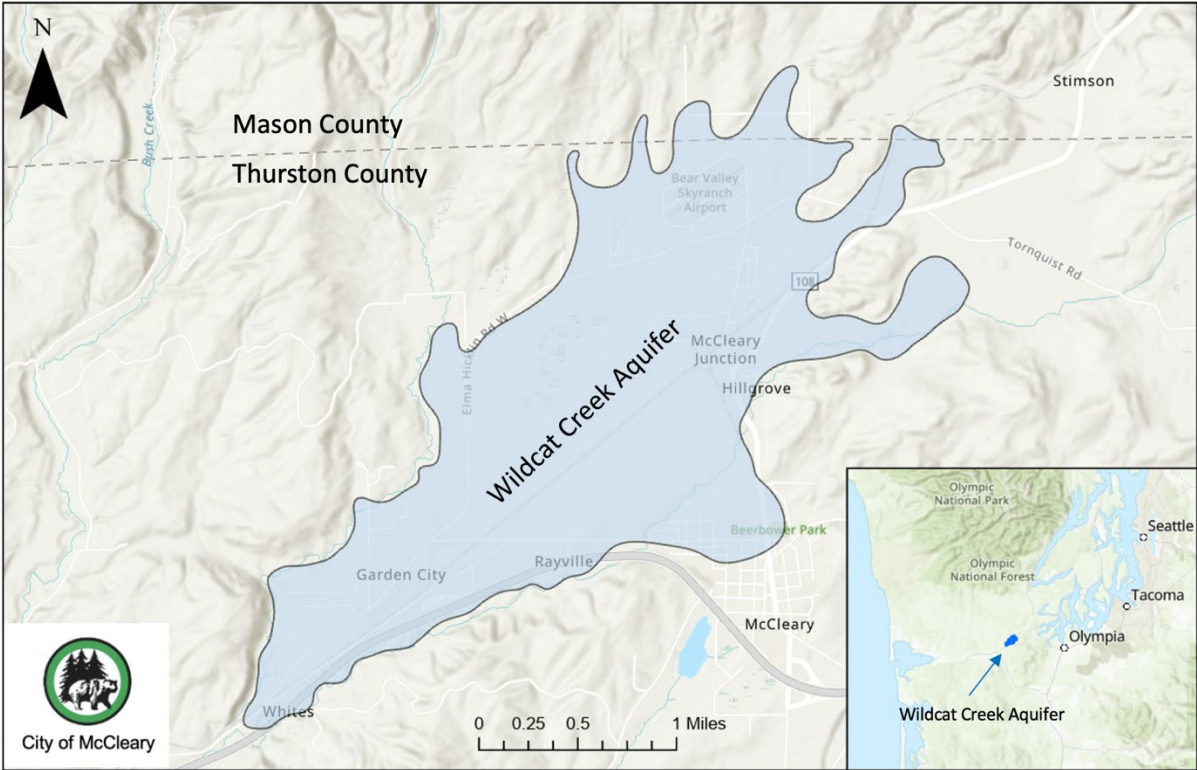 N
Stimson
Mason County
Bush Creek
Thurston County
Bear Valley
Skyranch
Airport
Tornquist Rd
108
Elma Hicklin Rd W
McCleary
Junction
Wildcat Creek Aquifer
Hillgrove
Beerbower Park
Rayville
Garden City
McCleary
Whites
City of McCleary
0 0.25 0.5 1 Miles
Olympic
National Park
Seattle
Olympic
National Forest
Tacoma
Olympia
Wildcat Creek Aquifer